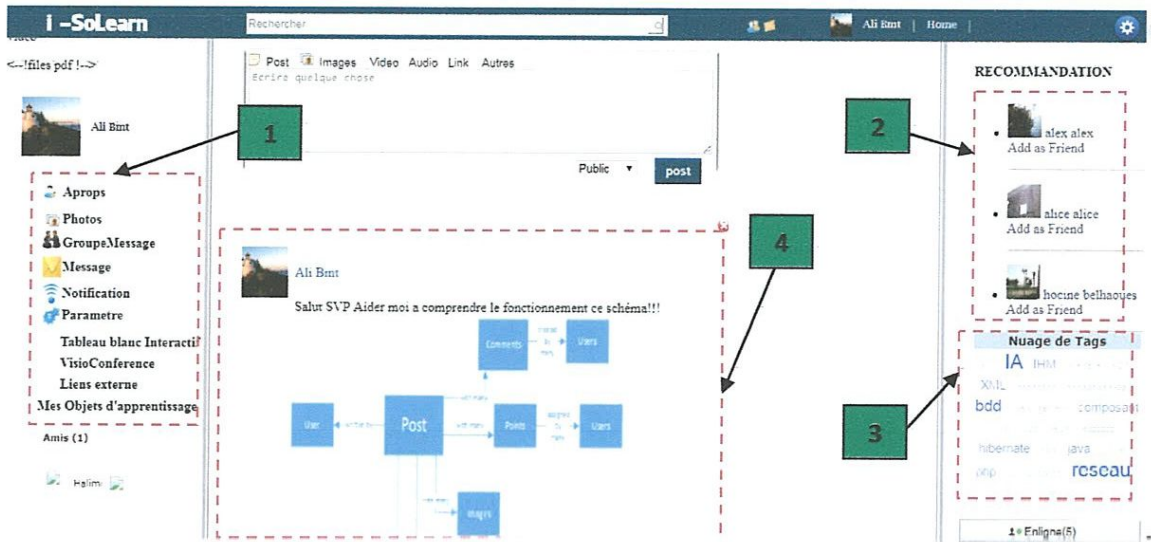 i -SoLearn
Rechercher
Ali Bmt | Home |
<--!files pdf !-->
Ali Bmt
1
Aprops
Photos
GroupeMessage
Message
Notification
Parametre
Tableau blanc Interactif
VisioConference
Liens externe
Mes Objets d'apprentissage
Amis (1)
Halim
Post Images Video Audio Link Autres
Ecrire quelque chose
Public
post
4
Ali Bmt
Salut SVP Aider moi a comprendre le fonctionnement ce schéma!!!
Comments
Users
User
Post
Points
Users
Images
RECOMMANDATION
2
alex alex
Add as Friend
alice alice
Add as Friend
hocine belhaoues
Add as Friend
Nuage de Tags
IA IHM
XML
bdd composant
3
hibernate java
php reseau
Enligne(5)